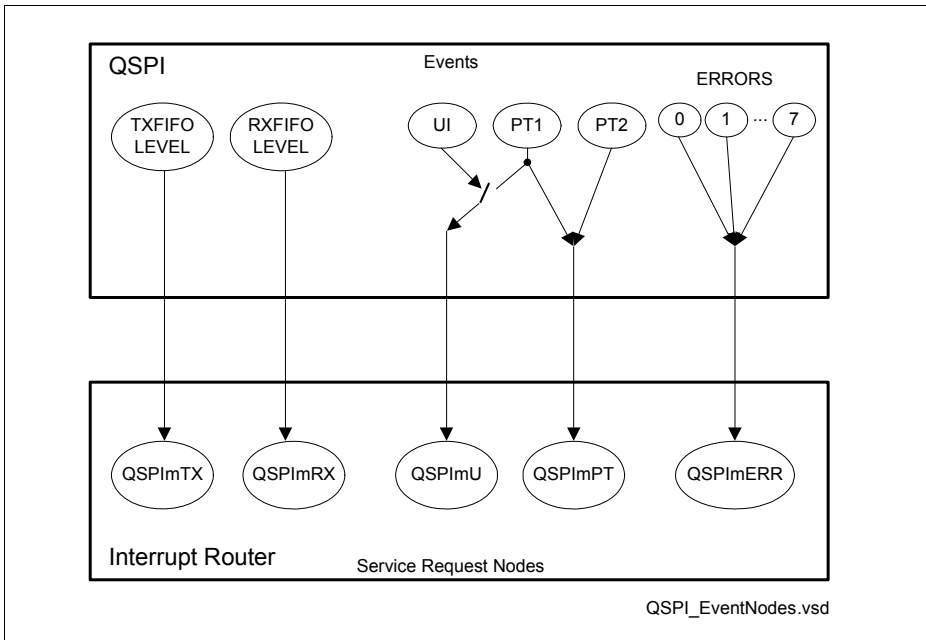 QSPI
Events
ERRORS
TXFIFO
LEVEL
RXFIFO
LEVEL
UI
PT1
PT2
0
1
...
7
QSPImTX
QSPImRX
QSPImU
QSPImPT
QSPImERR
Interrupt Router
Service Request Nodes
QSPI_EventNodes.vsd